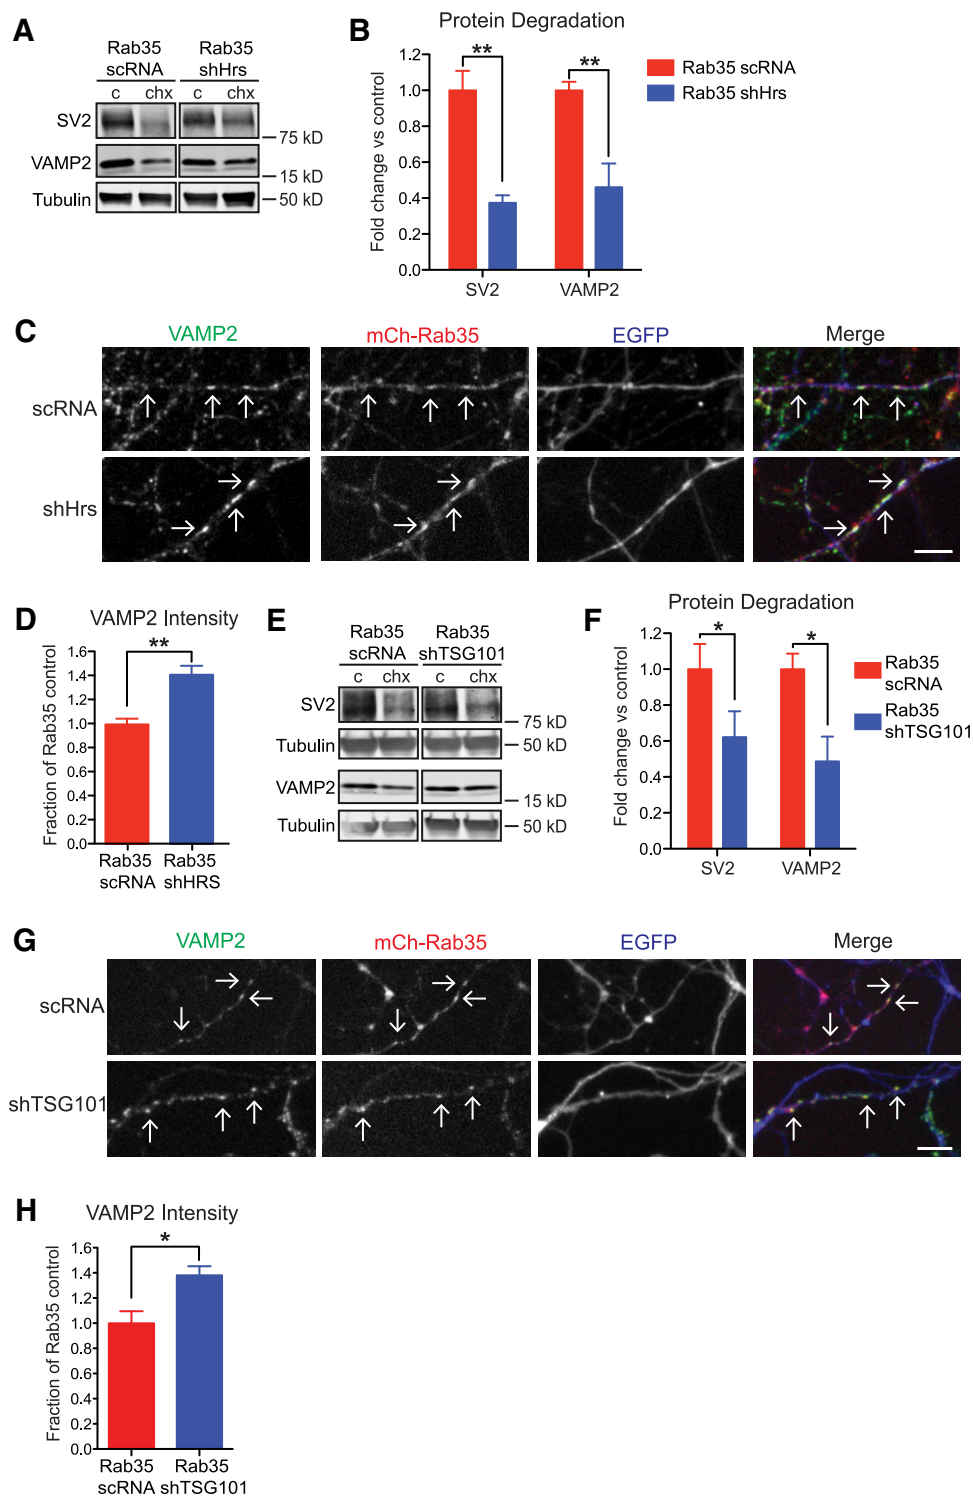 A
Rab35 scRNA
Rab35 shHrs
c chx c chx
SV2
75 kD
VAMP2
15 kD
Tubulin
50 kD
B
Protein Degradation
Fold change vs control
1.2
1.0
0.8
0.6
0.4
0.2
0.0
**
**
SV2
VAMP2
Rab35 scRNA
Rab35 shHrs
C
VAMP2
mCh-Rab35
EGFP
Merge
scRNA
shHrs
D
VAMP2 Intensity
Fraction of Rab35 control
1.6
1.4
1.2
1.0
0.8
0.6
0.4
0.2
0.0
**
Rab35 scRNA
Rab35 shHRS
E
Rab35 scRNA
Rab35 shTSG101
c chx c chx
SV2
75 kD
Tubulin
50 kD
VAMP2
15 kD
Tubulin
50 kD
F
Protein Degradation
Fold change vs control
1.2
1.0
0.8
0.6
0.4
0.2
0.0
*
*
SV2
VAMP2
Rab35 scRNA
Rab35 shTSG101
G
VAMP2
mCh-Rab35
EGFP
Merge
scRNA
shTSG101
H
VAMP2 Intensity
Fraction of Rab35 control
1.6
1.4
1.2
1.0
0.8
0.6
0.4
0.2
0.0
*
Rab35 scRNA
Rab35 shTSG101